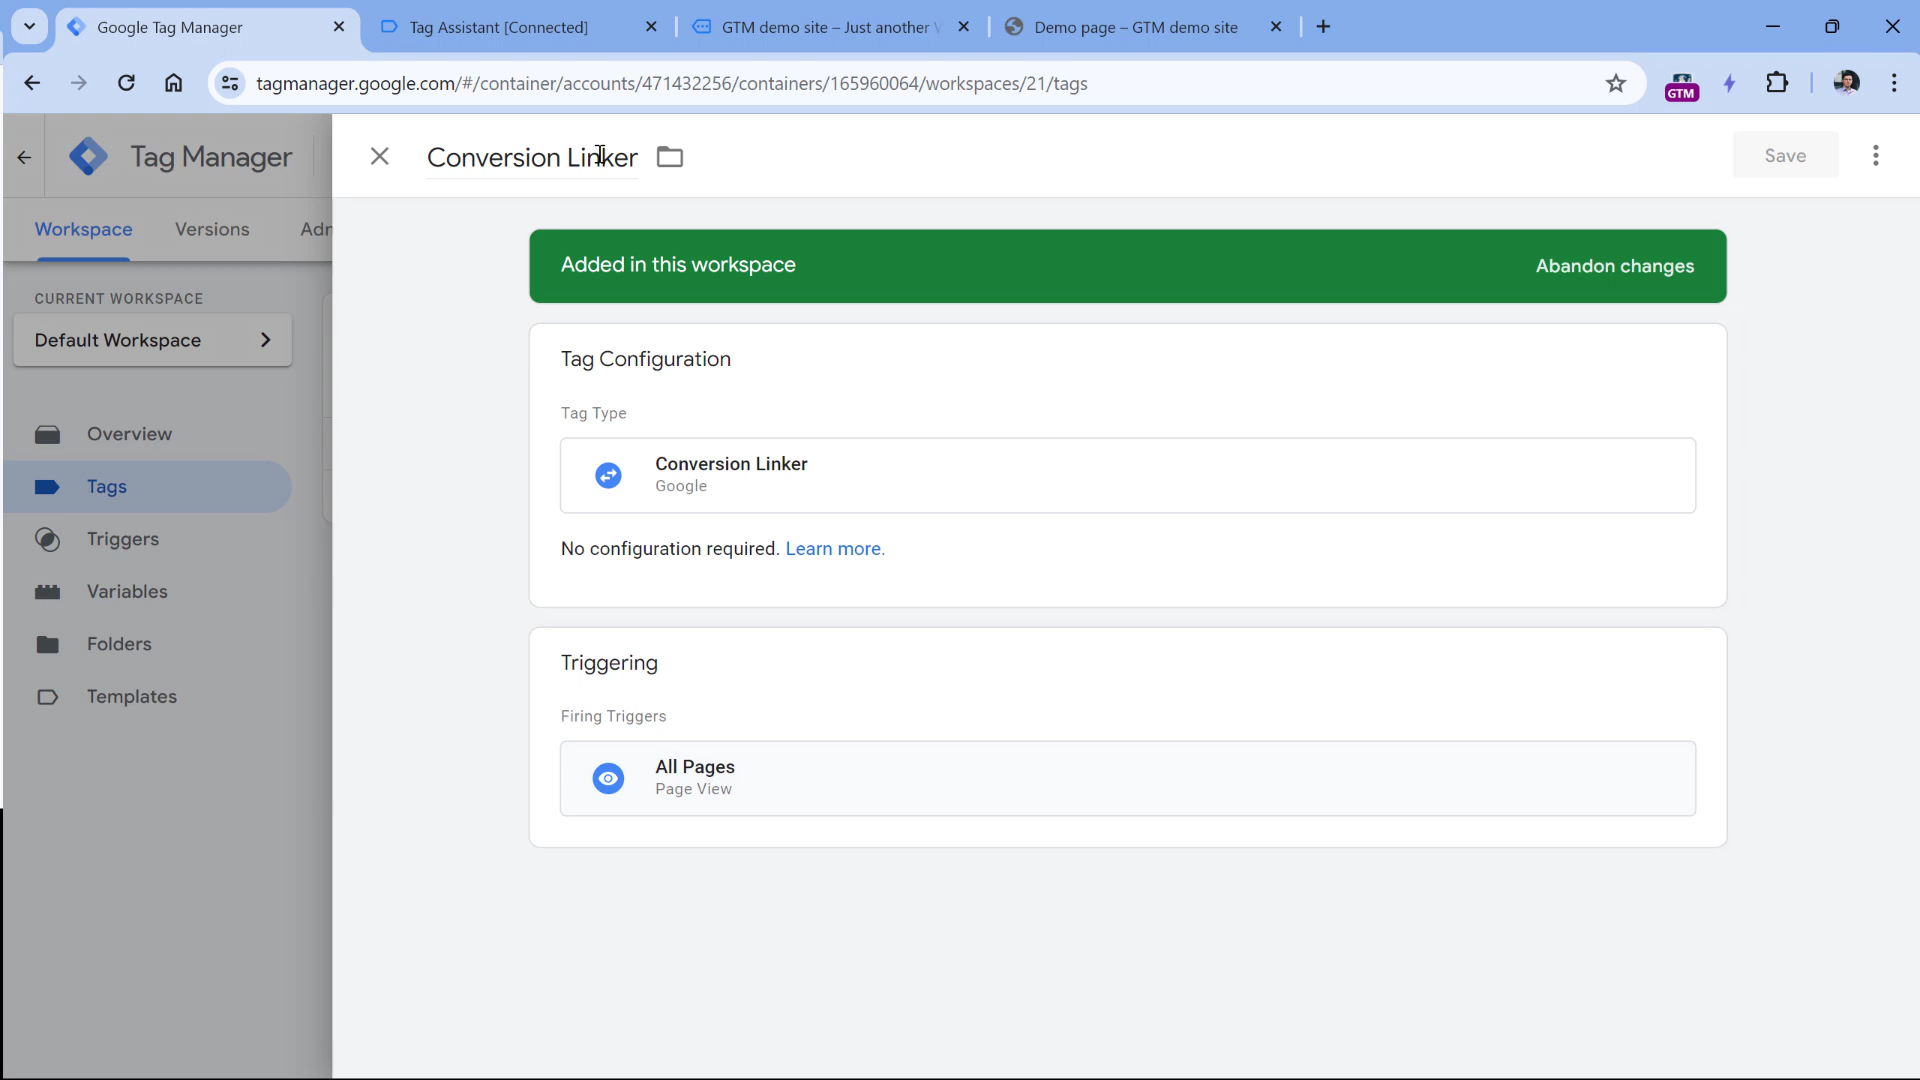 Google Tag Manager
Tag Assistant [Connected]
GTM demo site – Just another
Demo page – GTM demo site
tagmanager.google.com/#/container/accounts/471432256/containers/165960064/workspaces/21/tags
GTM
Tag Manager
Conversion Linker
Save
Workspace
Versions
Adr
Added in this workspace
Abandon changes
CURRENT WORKSPACE
Default Workspace
Tag Configuration
Tag Type
Overview
Conversion Linker
Google
Tags
Triggers
No configuration required. Learn more.
Variables
Folders
Triggering
Templates
Firing Triggers
All Pages
Page View